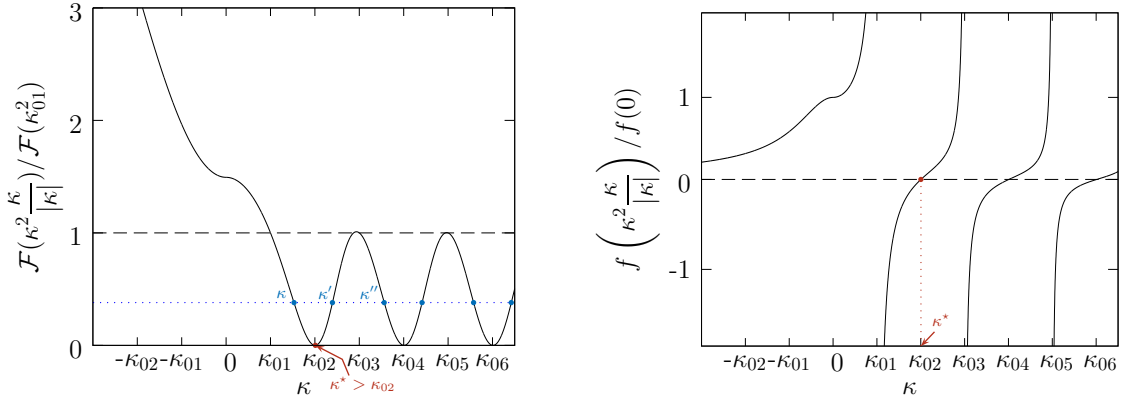 3
2
1
0
F(κ² κ/|κ|)/F(κ²₀₁)
κ
κ′
κ″
-κ₀₂ -κ₀₁ 0 κ₀₁ κ₀₂ κ₀₃ κ₀₄ κ₀₅ κ₀₆
κ
κ* > κ₀₂
1
0
-1
f(κ² κ/|κ|)/f(0)
κ*
-κ₀₂ -κ₀₁ 0 κ₀₁ κ₀₂ κ₀₃ κ₀₄ κ₀₅ κ₀₆
κ